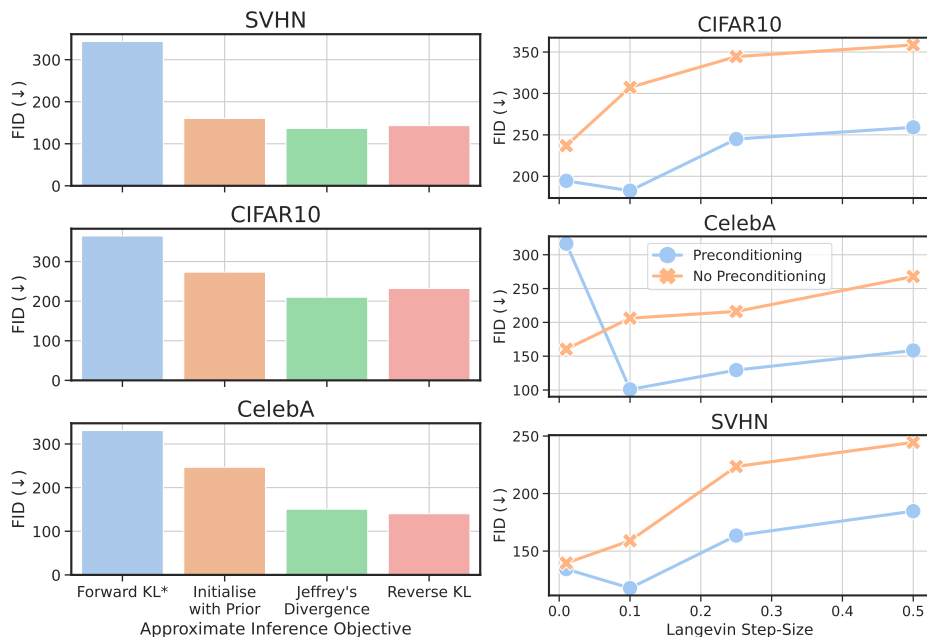 SVHN
FID (↓)
300
200
100
0
CIFAR10
FID (↓)
300
200
100
0
CelebA
FID (↓)
300
200
100
0
Forward KL*
Initialise
with Prior
Jeffrey's
Divergence
Reverse KL
Approximate Inference Objective
CIFAR10
FID (↓)
350
300
250
200
CelebA
FID (↓)
300
250
200
150
100
Preconditioning
No Preconditioning
SVHN
FID (↓)
250
200
150
0.0 0.1 0.2 0.3 0.4 0.5
Langevin Step-Size